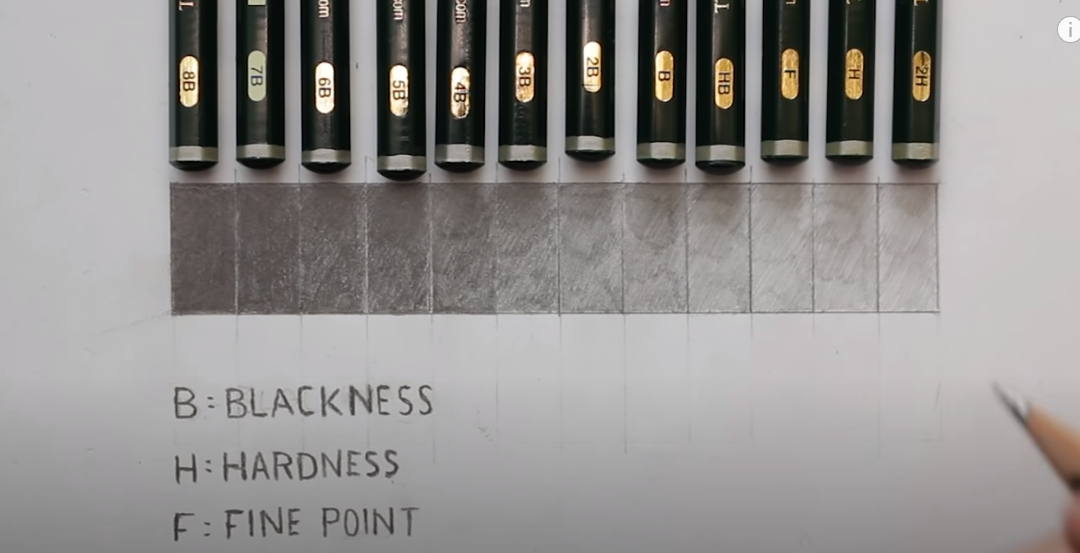 8B 7B 6B 5B 4B 3B 2B B HB F H 2H
B: BLACKNESS
H: HARDNESS
F: FINE POINT